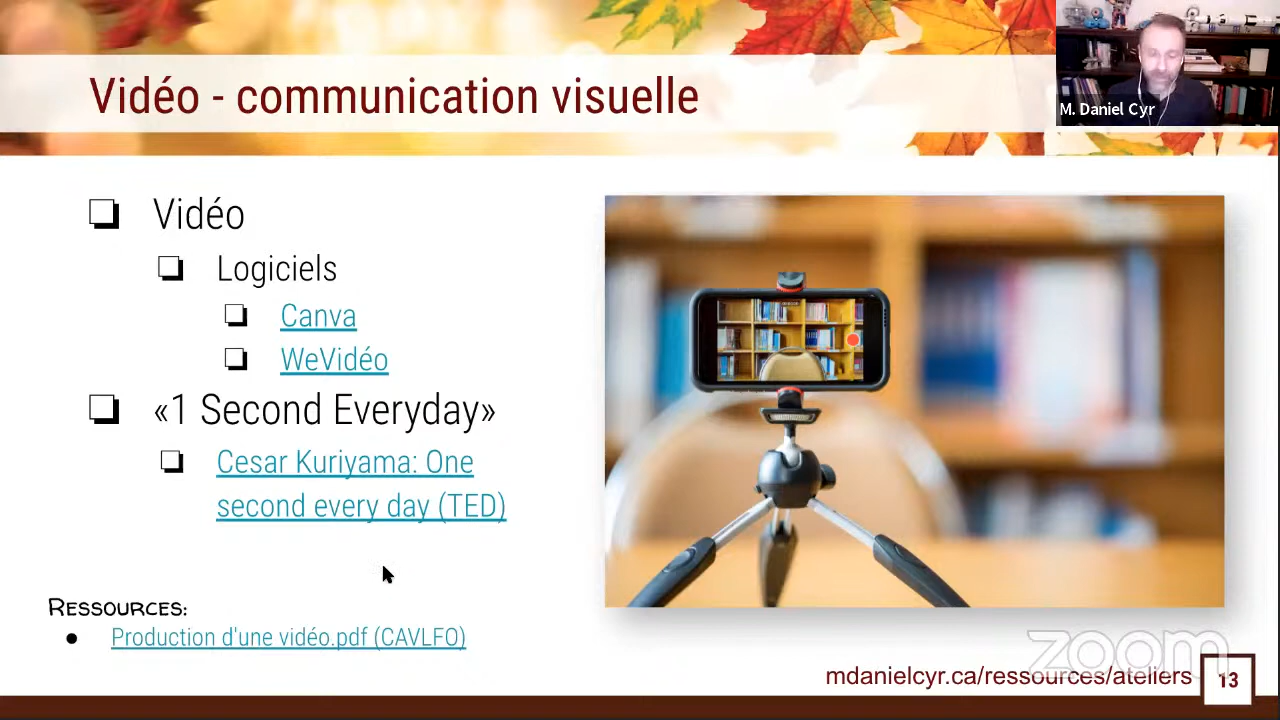 Vidéo - communication visuelle
M. Daniel Cyr
Vidéo
Logiciels
Canva
WeVidéo
«1 Second Everyday»
Cesar Kuriyama: One
second every day (TED)
Ressources:
Production d'une vidéo.pdf (CAVLFO)
zoom
mdanielcyr.ca/ressources/ateliers
13